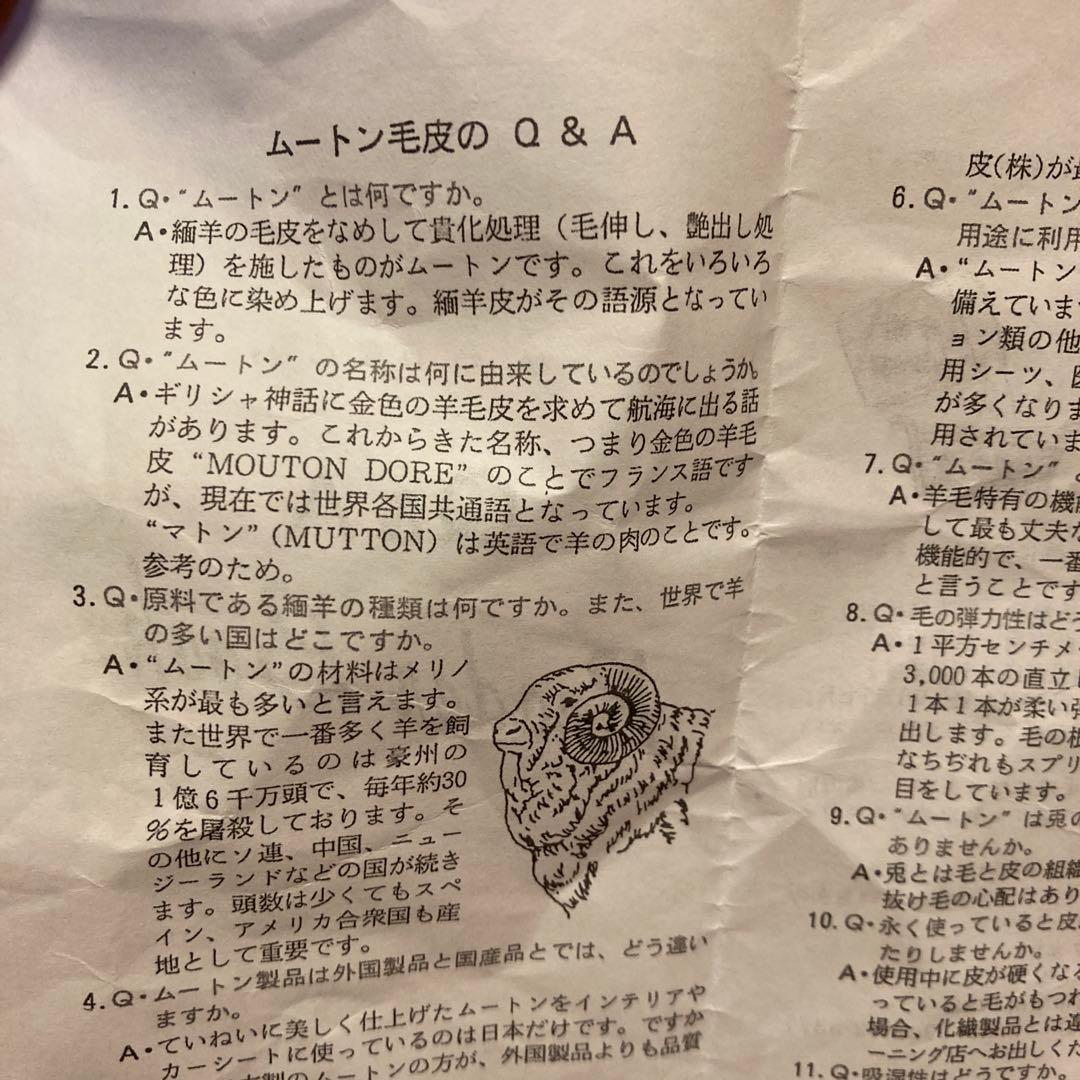 ムートン毛皮の Q & A
1. Q・“ムートン” とは何ですか。
A・緬羊の毛皮をなめして貴化処理（毛伸し、艶出し処
理）を施したものがムートンです。これをいろいろ
な色に染め上げます。緬羊皮がその語源となってい
ます。
2. Q・“ムートン” の名称は何に由来しているのでしょうか。
A・ギリシャ神話に金色の羊毛皮を求めて航海に出る話
があります。これからきた名称、つまり金色の羊毛
皮 “MOUTON DORE” のことでフランス語です
が、現在では世界各国共通語となっています。
“マトン”（MUTTON）は英語で羊の肉のことです。
参考のため。
3. Q・原料である緬羊の種類は何ですか。また、世界で羊
の多い国はどこですか。
A・“ムートン”の材料はメリノ
系が最も多いと言えます。
また世界で一番多く羊を飼
育しているのは豪州の
1億6千万頭で、毎年約30
%を屠殺しております。そ
の他にソ連、中国、ニュー
ジーランドなどの国が続き
ます。頭数は少くてもスペ
イン、アメリカ合衆国も産
地として重要です。
4. Q・ムートン製品は外国製品と国産品とでは、どう違い
ますか。
A・ていねいに美しく仕上げたムートンをインテリアや
カーシートに使っているのは日本だけです。ですか
製のムートンの方が、外国製品よりも品質
皮(株)が
6. Q・“ムートン
用途に利用
A・“ムートン
備えていま
ョン類の他
用シーツ、
が多くなりま
用されていま
7. Q・“ムートン”
A・羊毛特有の機
して最も丈夫
機能的で、一番
と言うことです
8. Q・毛の弾力性はど
A・1平方センチメ
3,000本の直立
1本1本が柔い
出します。毛の根
なちぢれもスプリ
目をしています。
9. Q・“ムートン”は兎の
ありませんか。
A・兎とは毛と皮の組織
抜け毛の心配はあり
10. Q・永く使っていると皮
たりしませんか。
A・使用中に皮が硬くなる
っていると毛がもつれ
場合、化繊製品とは違
ーニング店へお出しくだ
11. Q・吸湿性はどうですか。